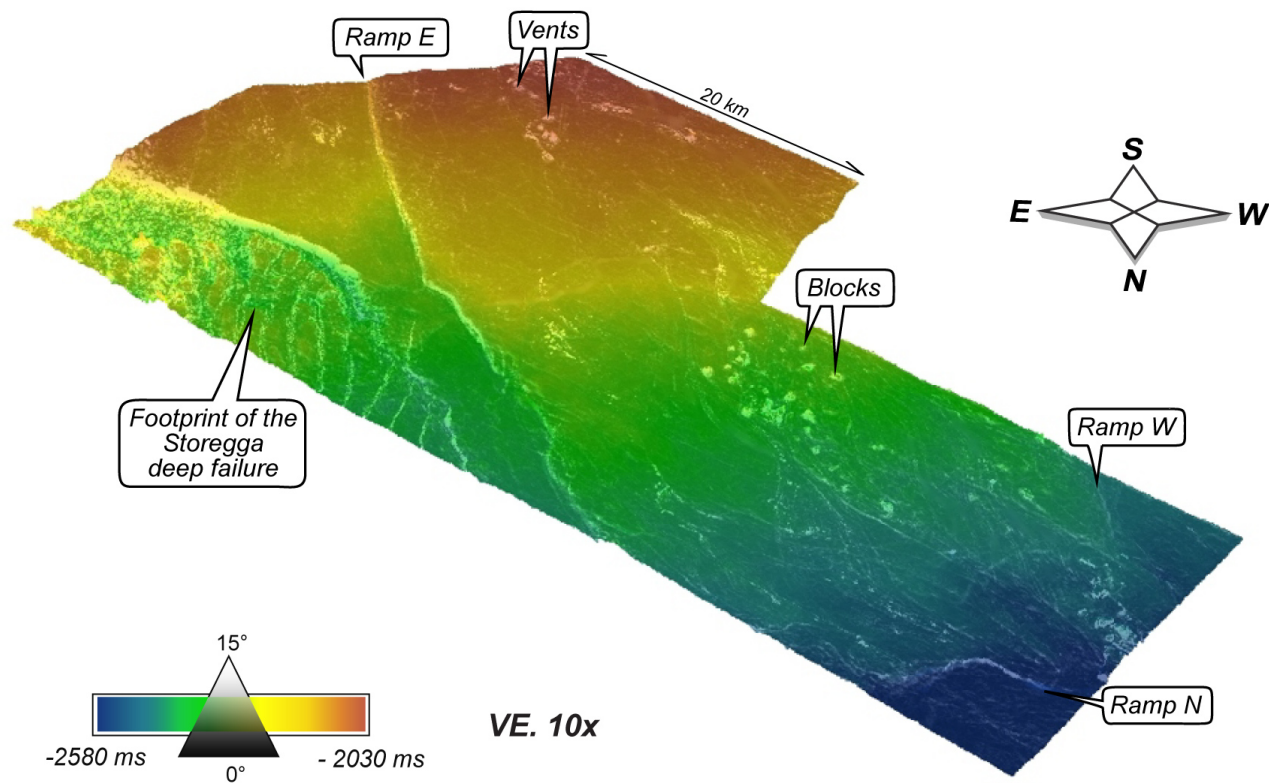 Ramp E
Vents
20 km
S
E
W
N
Blocks
Ramp W
Footprint of the
Storegga
deep failure
15°
-2580 ms
- 2030 ms
0°
VE. 10x
Ramp N